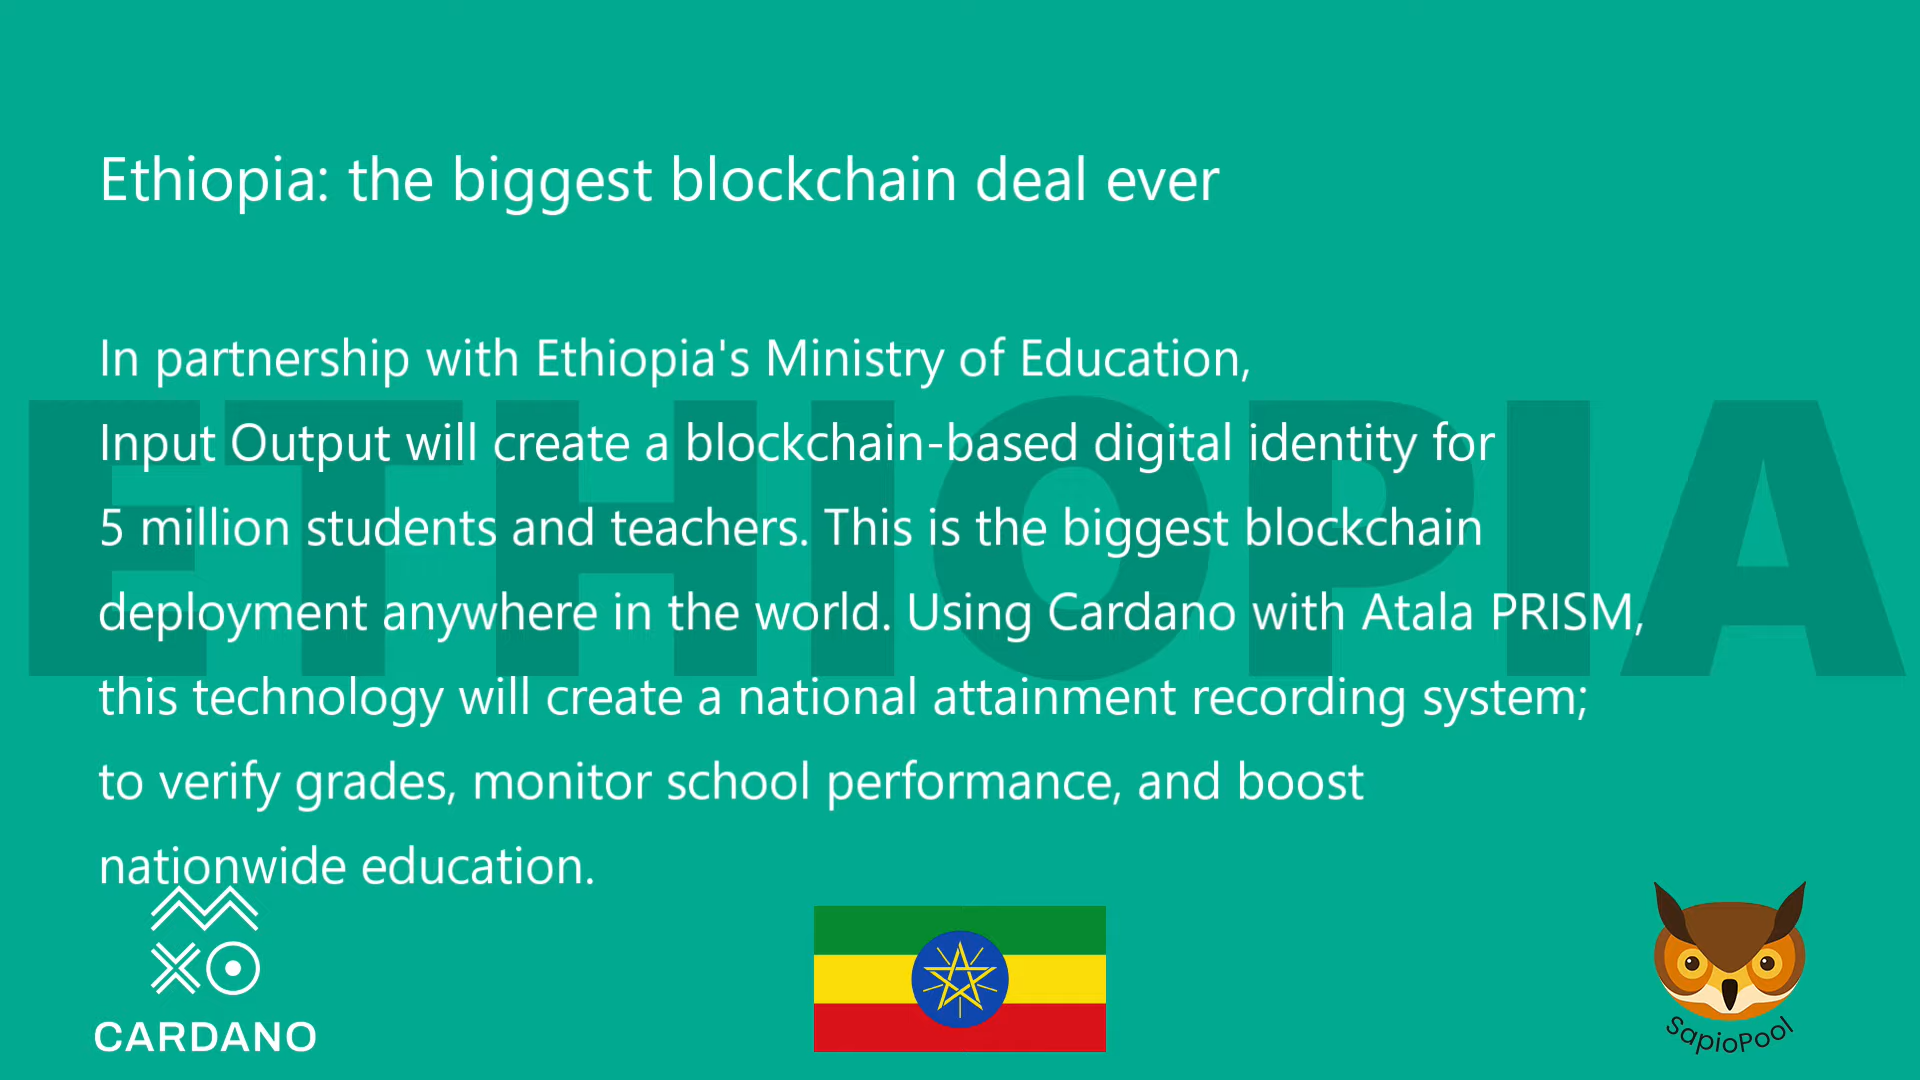 Ethiopia: the biggest blockchain deal ever
ETHIOPIA
In partnership with Ethiopia's Ministry of Education,
Input Output will create a blockchain-based digital identity for
5 million students and teachers. This is the biggest blockchain
deployment anywhere in the world. Using Cardano with Atala PRISM,
this technology will create a national attainment recording system;
to verify grades, monitor school performance, and boost
nationwide education.
CARDANO
SapioPool